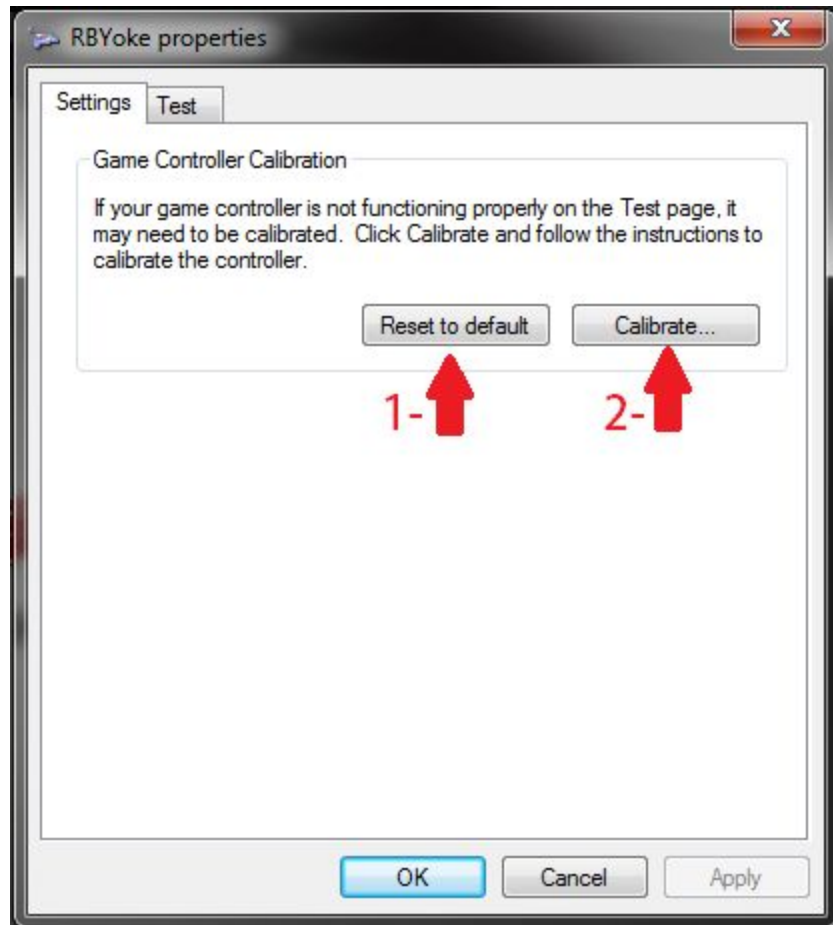 RBYoke properties
Settings Test
Game Controller Calibration
If your game controller is not functioning properly on the Test page, it
may need to be calibrated. Click Calibrate and follow the instructions to
calibrate the controller.
Reset to default Calibrate...
1- 2-
OK Cancel Apply